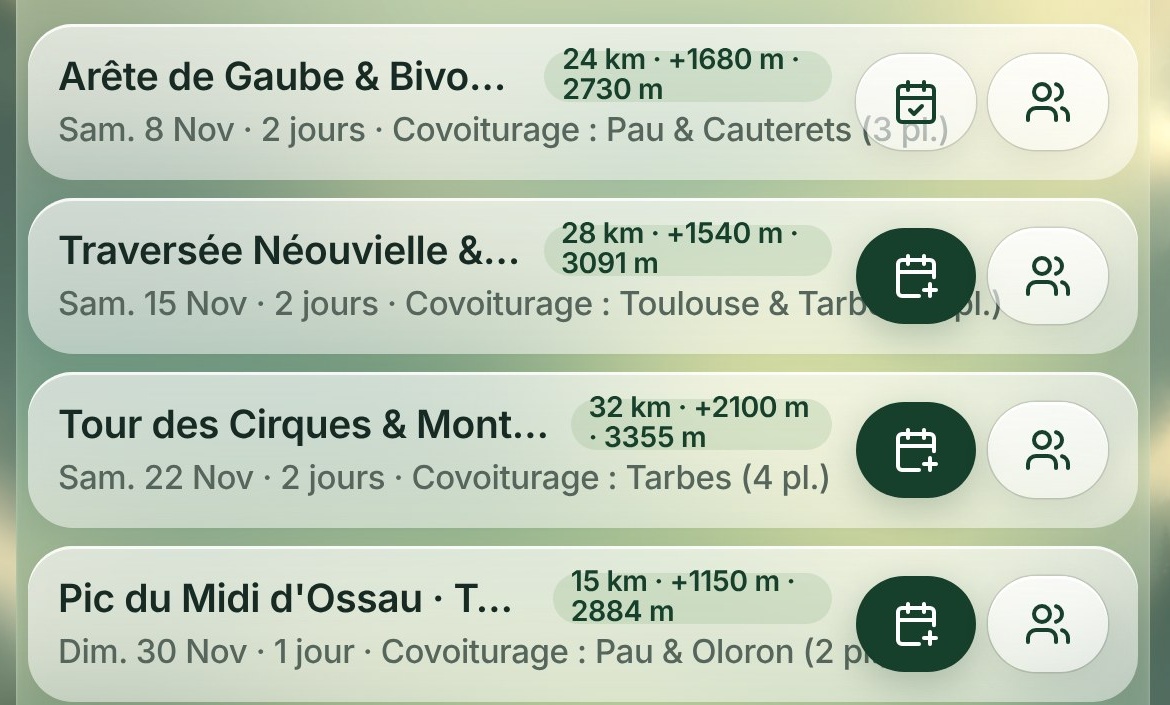 Arête de Gaube & Bivo...
24 km · +1680 m ·
2730 m
Sam. 8 Nov · 2 jours · Covoiturage : Pau & Cauterets (3 pl.)
Traversée Néouvielle &...
28 km · +1540 m ·
3091 m
Sam. 15 Nov · 2 jours · Covoiturage : Toulouse & Tarb pl.)
Tour des Cirques & Mont...
32 km · +2100 m
· 3355 m
Sam. 22 Nov · 2 jours · Covoiturage : Tarbes (4 pl.)
Pic du Midi d'Ossau · T...
15 km · +1150 m ·
2884 m
Dim. 30 Nov · 1 jour · Covoiturage : Pau & Oloron (2 pl.